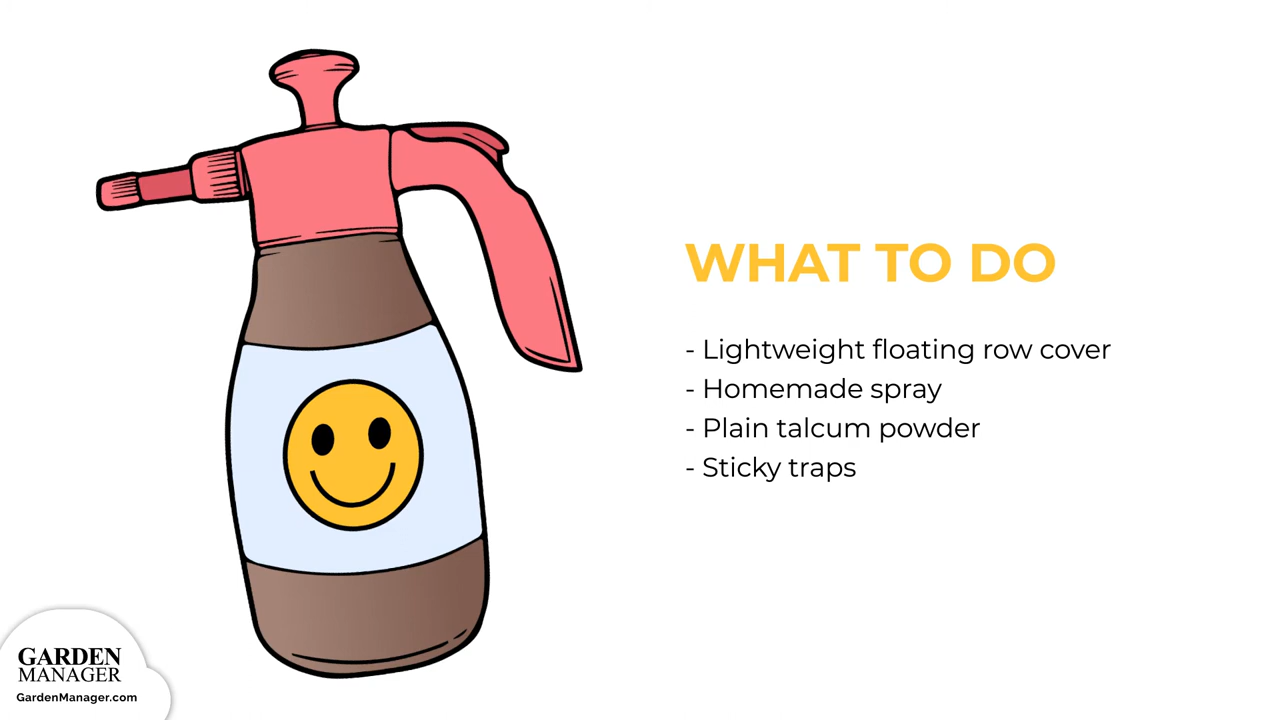 WHAT TO DO
- Lightweight floating row cover
- Homemade spray
- Plain talcum powder
- Sticky traps
GARDEN
MANAGER
GardenManager.com